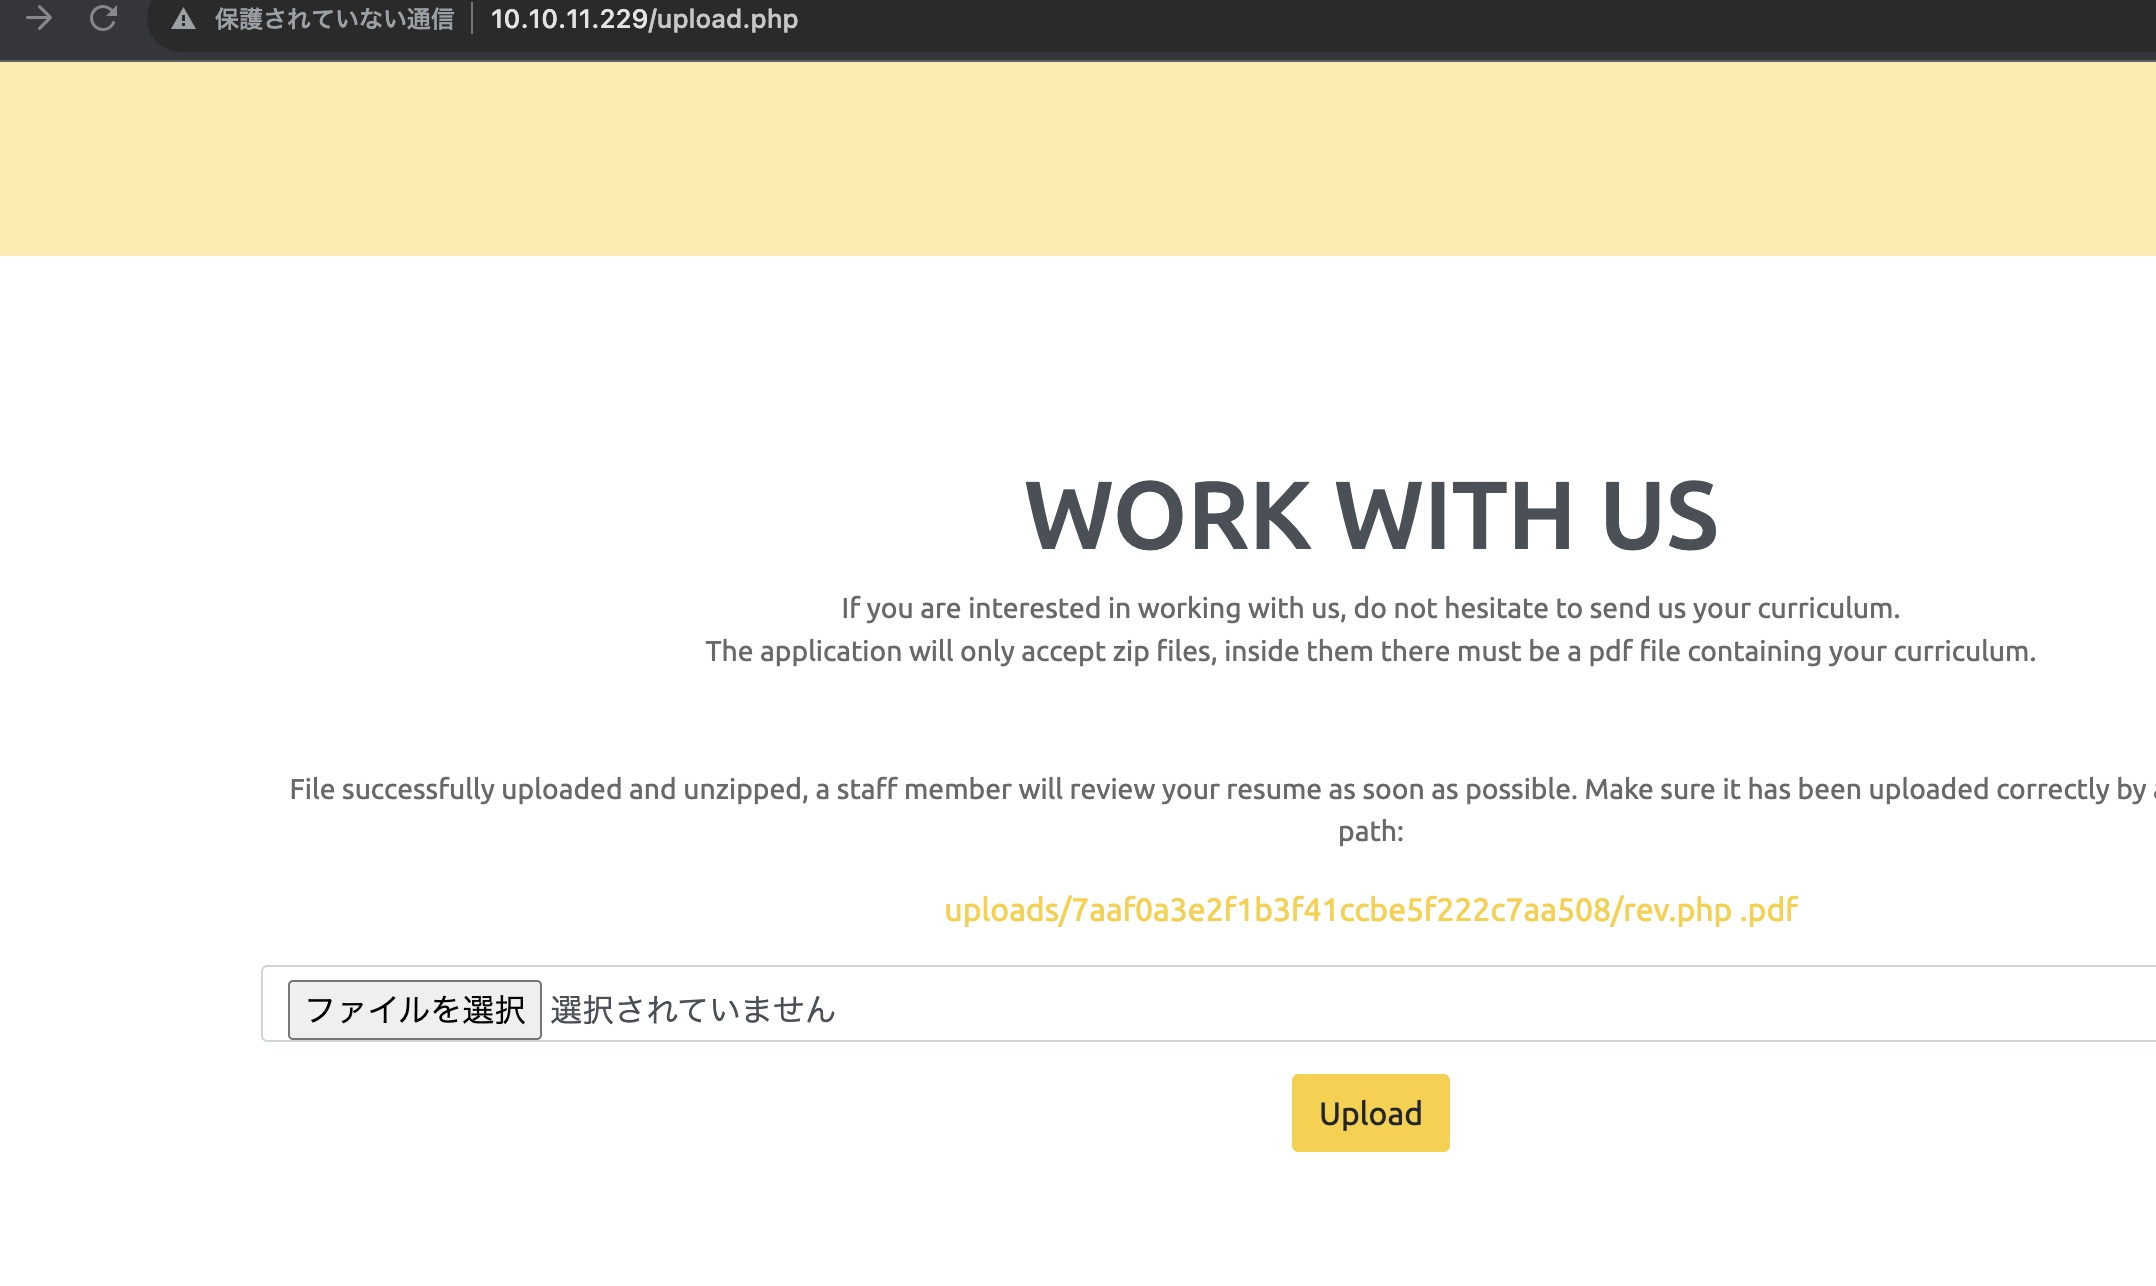 保護されていない通信 10.10.11.229/upload.php
WORK WITH US
If you are interested in working with us, do not hesitate to send us your curriculum.
The application will only accept zip files, inside them there must be a pdf file containing your curriculum.
File successfully uploaded and unzipped, a staff member will review your resume as soon as possible. Make sure it has been uploaded correctly by
path:
uploads/7aaf0a3e2f1b3f41ccbe5f222c7aa508/rev.php .pdf
ファイルを選択 選択されていません
Upload